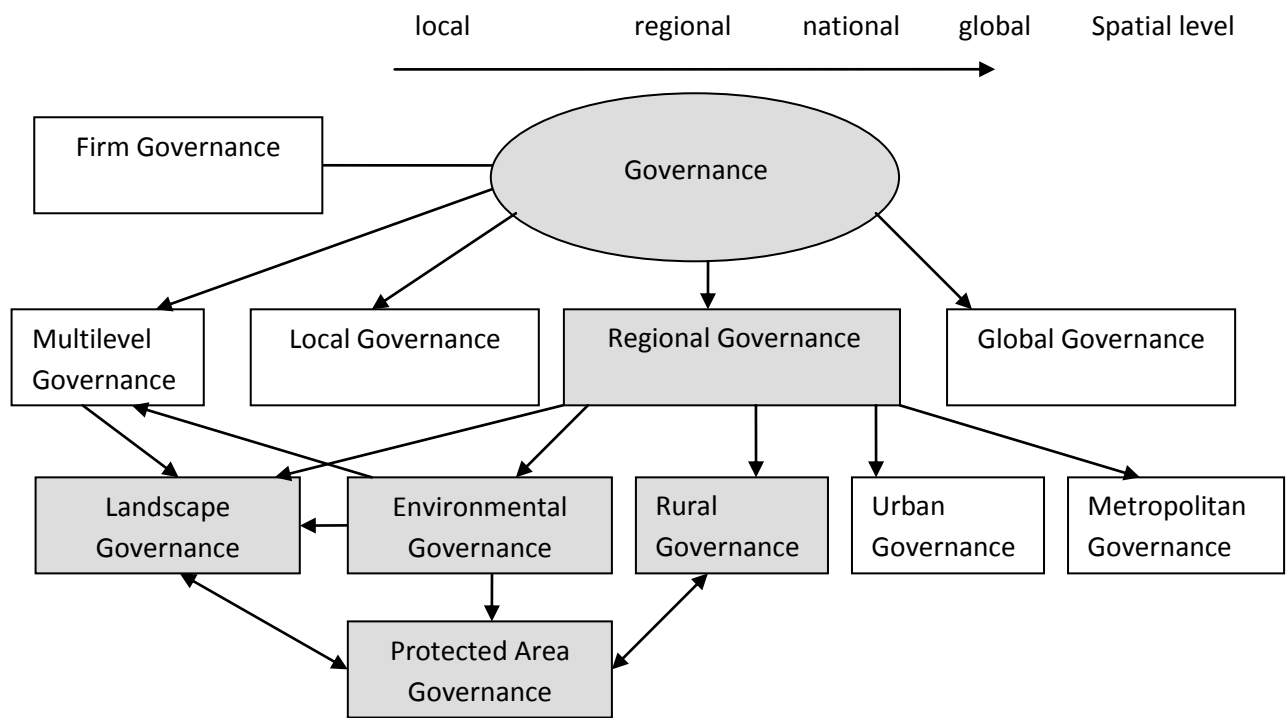 local regional national global Spatial level
Firm Governance
Governance
Multilevel
Governance
Local Governance
Regional Governance
Global Governance
Landscape
Governance
Environmental
Governance
Rural
Governance
Urban
Governance
Metropolitan
Governance
Protected Area
Governance